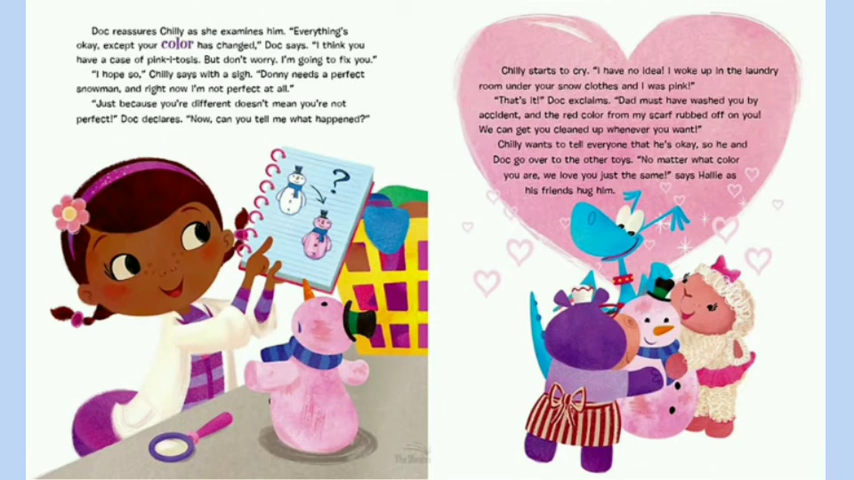 Doc reassures Chilly as she examines him. "Everything's
okay, except your color has changed," Doc says. "I think you
have a case of pink-i-tosis. But don't worry. I'm going to fix you."
"I hope so," Chilly says with a sigh. "Donny needs a perfect
snowman, and right now I'm not perfect at all."
"Just because you're different doesn't mean you're not
perfect!" Doc declares. "Now, can you tell me what happened?"
?
Chilly starts to cry. "I have no idea! I woke up in the laundry
room under your snow clothes and I was pink!"
"That's it!" Doc exclaims. "Dad must have washed you by
accident, and the red color from my scarf rubbed off on you!
We can get you cleaned up whenever you want!"
Chilly wants to tell everyone that he's okay, so he and
Doc go over to the other toys. "No matter what color
you are, we love you just the same!" says Hallie as
his friends hug him.